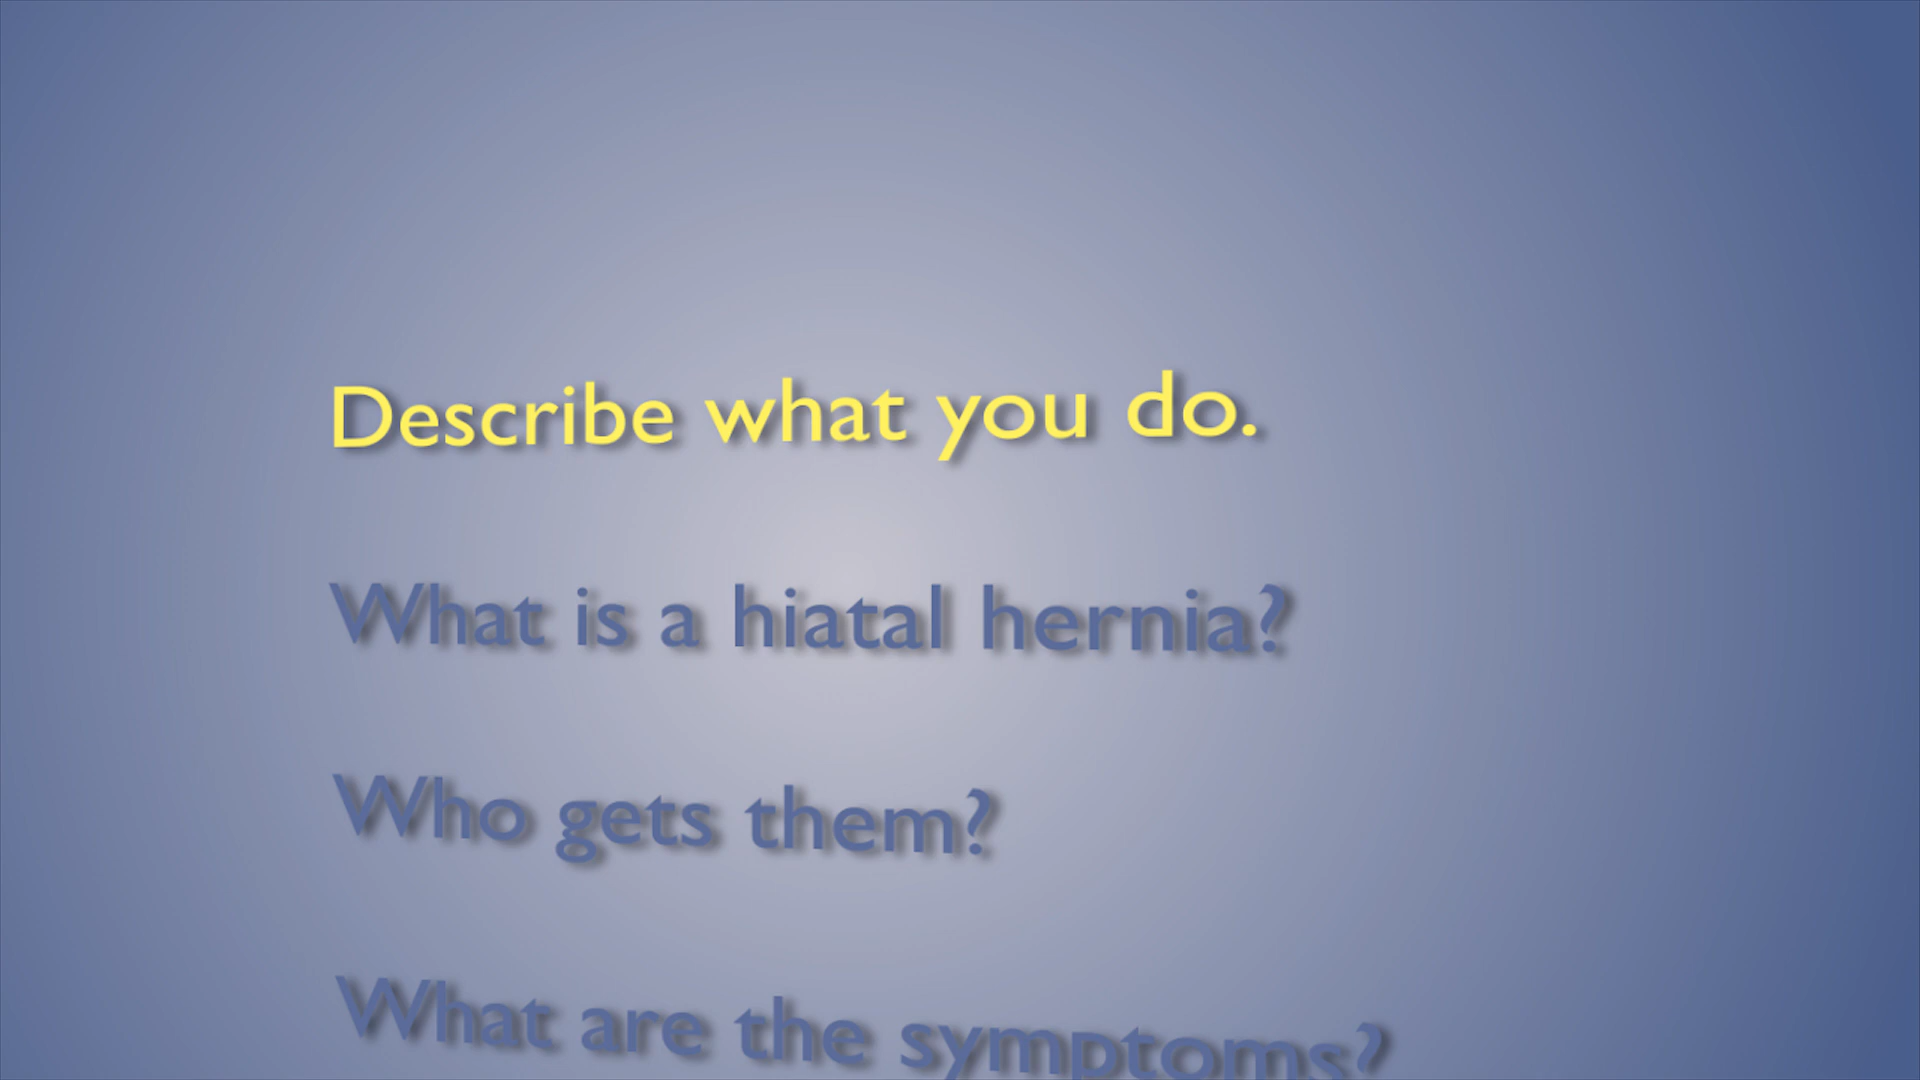 Describe what you do.
What is a hiatal hernia?
Who gets them?
What are the symptoms?